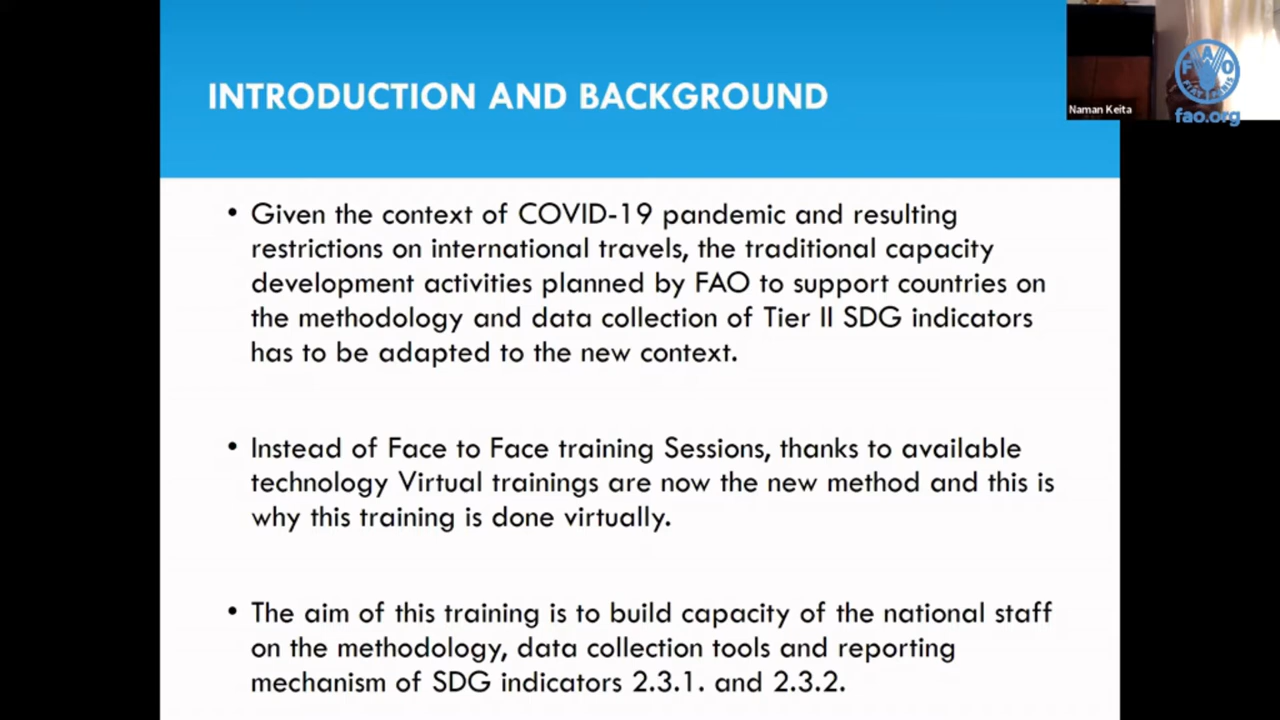 INTRODUCTION AND BACKGROUND
FAO
fao.org
Naman Keita
• Given the context of COVID-19 pandemic and resulting
restrictions on international travels, the traditional capacity
development activities planned by FAO to support countries on
the methodology and data collection of Tier II SDG indicators
has to be adapted to the new context.
• Instead of Face to Face training Sessions, thanks to available
technology Virtual trainings are now the new method and this is
why this training is done virtually.
• The aim of this training is to build capacity of the national staff
on the methodology, data collection tools and reporting
mechanism of SDG indicators 2.3.1. and 2.3.2.